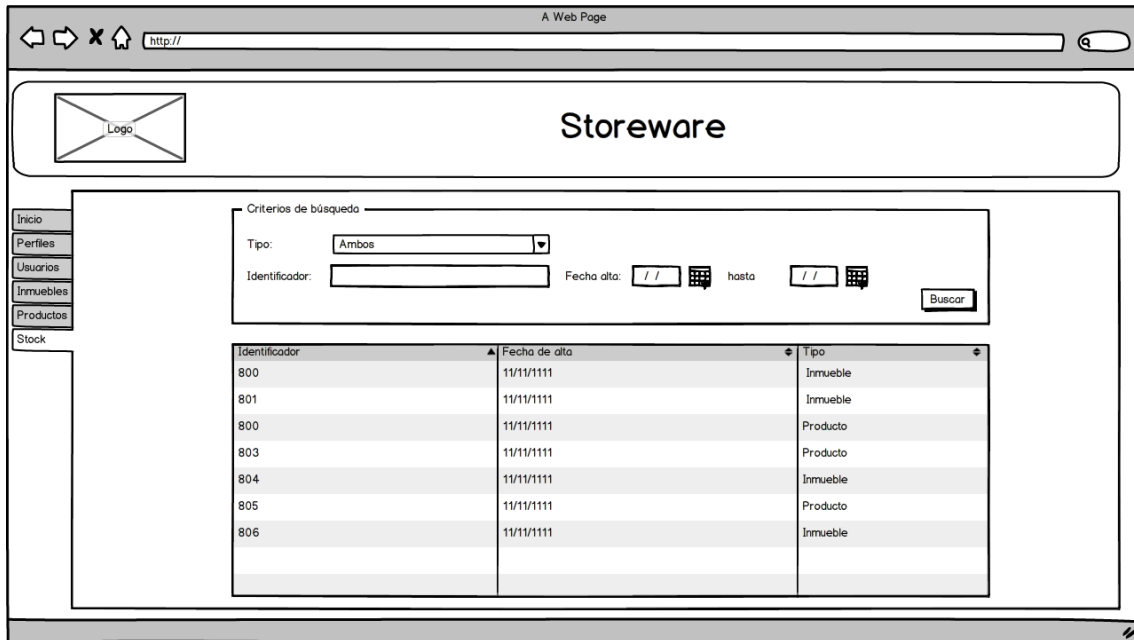 A Web Page
http://
Logo
Storeware
Inicio
Perfiles
Usuarios
Inmuebles
Productos
Stock
Criterios de búsqueda
Tipo: Ambos
Identificador: Fecha alta: / / hasta / /
Buscar
Identificador Fecha de alta Tipo
800 11/11/1111 Inmueble
801 11/11/1111 Inmueble
800 11/11/1111 Producto
803 11/11/1111 Producto
804 11/11/1111 Inmueble
805 11/11/1111 Producto
806 11/11/1111 Inmueble